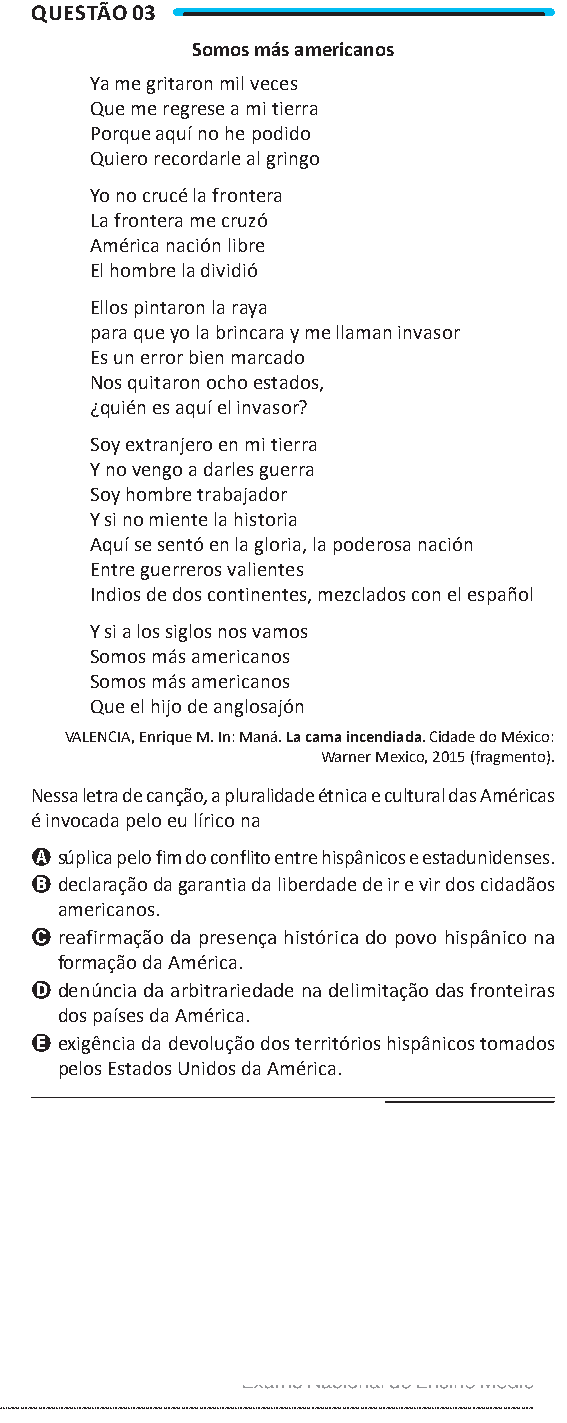 QUESTÃO 03
Somos más americanos
Ya me gritaron mil veces
Que me regrese a mi tierra
Porque aquí no he podido
Quiero recordarle al gringo
Yo no crucé la frontera
La frontera me cruzó
América nación libre
El hombre la dividió
Ellos pintaron la raya
para que yo la brincara y me llaman invasor
Es un error bien marcado
Nos quitaron ocho estados,
¿quién es aquí el invasor?
Soy extranjero en mi tierra
Y no vengo a darles guerra
Soy hombre trabajador
Y si no miente la historia
Aquí se sentó en la gloria, la poderosa nación
Entre guerreros valientes
Indios de dos continentes, mezclados con el español
Y si a los siglos nos vamos
Somos más americanos
Somos más americanos
Que el hijo de anglosajón
VALENCIA, Enrique M. In: Maná. La cama incendiada. Cidade do México:
Warner Mexico, 2015 (fragmento).
Nessa letra de canção, a pluralidade étnica e cultural das Américas
é invocada pelo eu lírico na
A súplica pelo fim do conflito entre hispânicos e estadunidenses.
B declaração da garantia da liberdade de ir e vir dos cidadãos
americanos.
C reafirmação da presença histórica do povo hispânico na
formação da América.
D denúncia da arbitrariedade na delimitação das fronteiras
dos países da América.
E exigência da devolução dos territórios hispânicos tomados
pelos Estados Unidos da América.
Exame Nacional do Ensino Médio